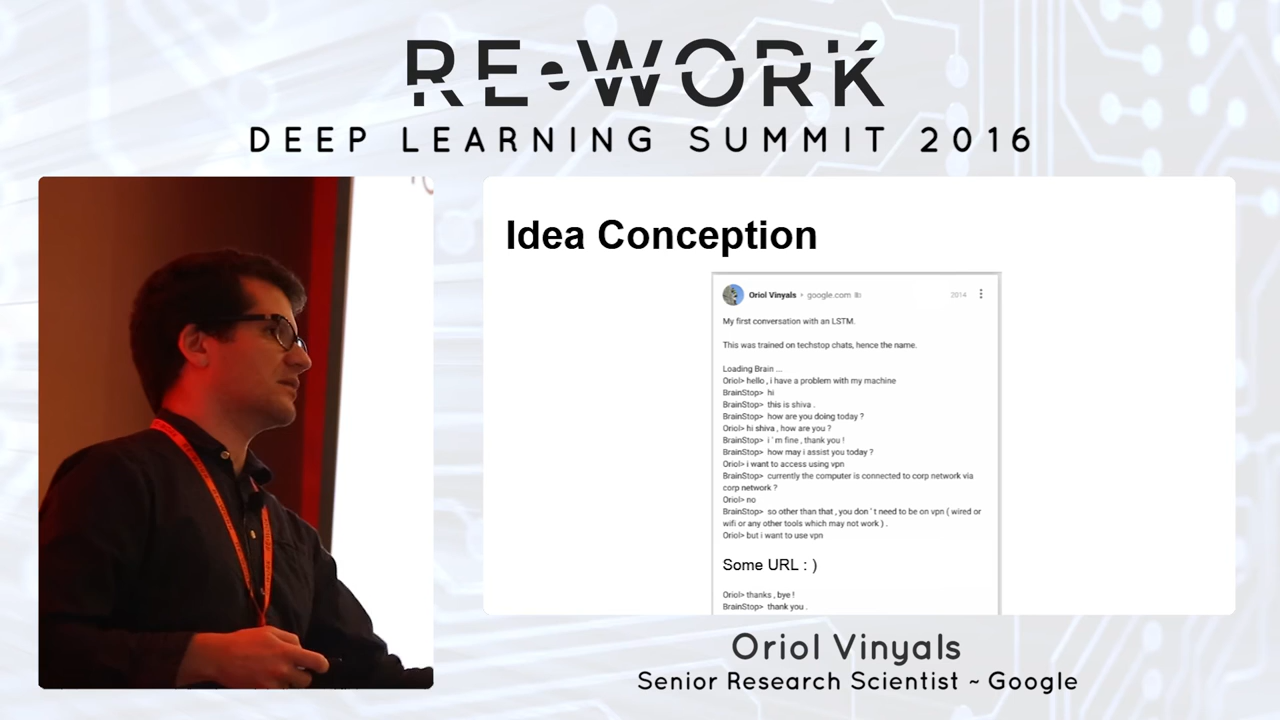 RE•WORK
DEEP LEARNING SUMMIT 2016
Idea Conception
Oriol Vinyals › google.com
2014
My first conversation with an LSTM.
This was trained on techstop chats, hence the name.
Loading Brain ...
Oriol> hello , i have a problem with my machine
BrainStop> hi
BrainStop> this is shiva .
BrainStop> how are you doing today ?
Oriol> hi shiva , how are you ?
BrainStop> i ' m fine , thank you !
BrainStop> how may i assist you today ?
Oriol> i want to access using vpn
BrainStop> currently the computer is connected to corp network via
corp network ?
Oriol> no
BrainStop> so other than that , you don ' t need to be on vpn ( wired or
wifi or any other tools which may not work ) .
Oriol> but i want to use vpn
Some URL : )
Oriol> thanks , bye !
BrainStop> thank you .
Oriol Vinyals
Senior Research Scientist ~ Google